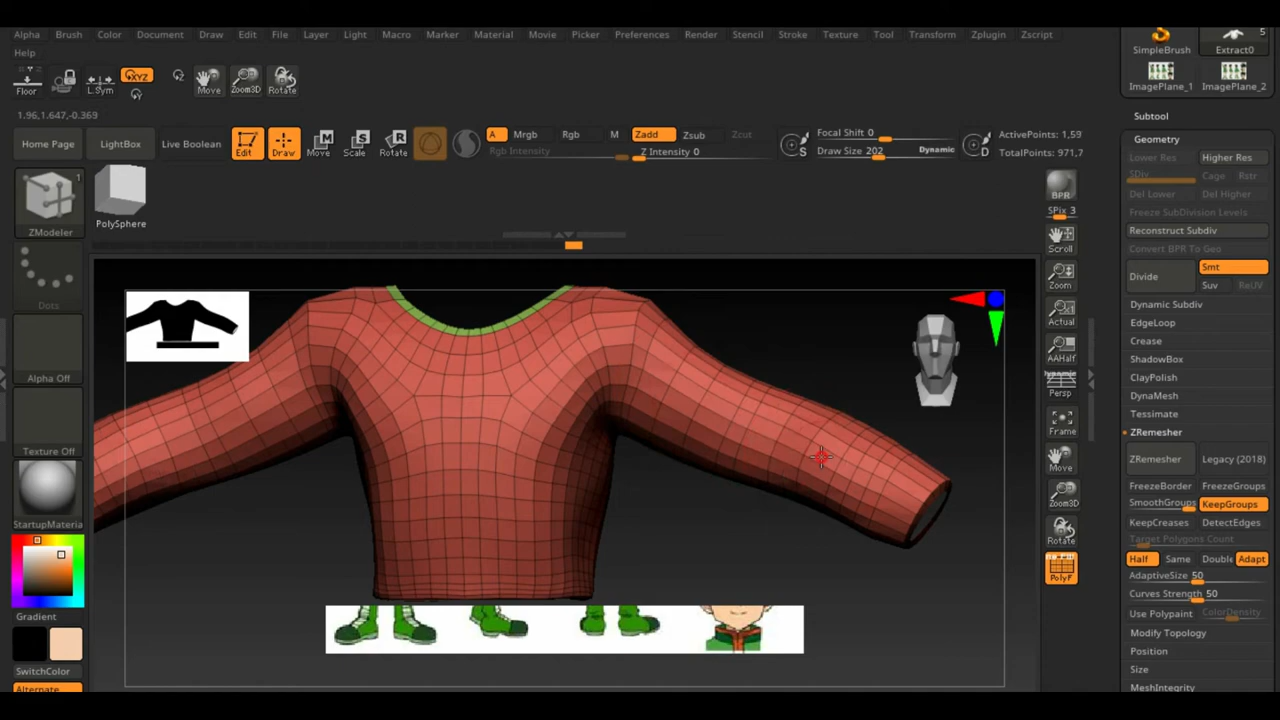 Alpha Brush Color Document Draw Edit File Layer Light Macro Marker Material Movie Picker Preferences Render Stencil Stroke Texture Tool Transform Zplugin Zscript
Help
SimpleBrush
Extract0
5
ImagePlane_1
ImagePlane_2
Floor
L.Sym
XYZ
Y
Z
Move
Zoom3D
Rotate
1.96,1.647,-0.369
Home Page
LightBox
Live Boolean
Edit
Draw
Move
Scale
Rotate
A
Mrgb
Rgb
M
Zadd
Zsub
Zcut
Rgb Intensity
Z Intensity 0
S
Focal Shift 0
Draw Size 202
Dynamic
D
ActivePoints: 1,59
TotalPoints: 971,7
1
ZModeler
PolySphere
Dots
Alpha Off
Texture Off
StartupMateria
Gradient
SwitchColor
Alternate
BPR
SPix 3
Scroll
Zoom
Actual
AAHalf
Dynamic
Persp
Frame
Move
Zoom3D
Rotate
PolyF
Subtool
Geometry
Lower Res
Higher Res
SDiv
Cage
Rstr
Del Lower
Del Higher
Freeze SubDivision Levels
Reconstruct Subdiv
Convert BPR To Geo
Divide
Smt
Suv
ReUV
Dynamic Subdiv
EdgeLoop
Crease
ShadowBox
ClayPolish
DynaMesh
Tessimate
ZRemesher
ZRemesher
Legacy (2018)
FreezeBorder
FreezeGroups
SmoothGroups
KeepGroups
KeepCreases
DetectEdges
Target Polygons Count
Half
Same
Double
Adapt
AdaptiveSize 50
Curves Strength 50
Use Polypaint
ColorDensity
Modify Topology
Position
Size
MeshIntegrity